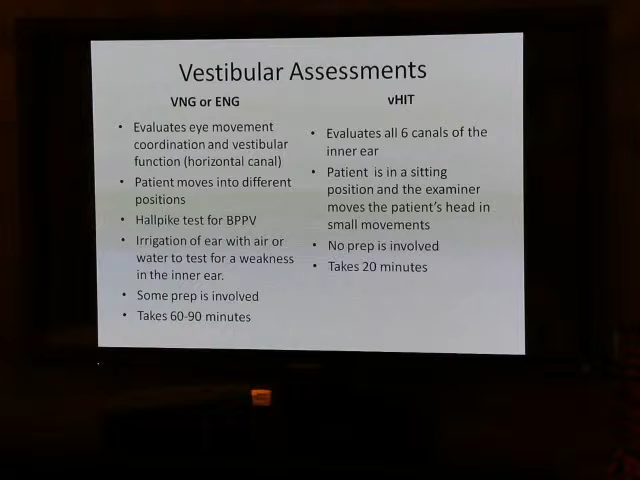 Vestibular Assessments
VNG or ENG
• Evaluates eye movement
coordination and vestibular
function (horizontal canal)
• Patient moves into different
positions
• Hallpike test for BPPV
• Irrigation of ear with air or
water to test for a weakness
in the inner ear.
• Some prep is involved
• Takes 60-90 minutes
vHIT
• Evaluates all 6 canals of the
inner ear
• Patient is in a sitting
position and the examiner
moves the patient's head in
small movements
• No prep is involved
• Takes 20 minutes